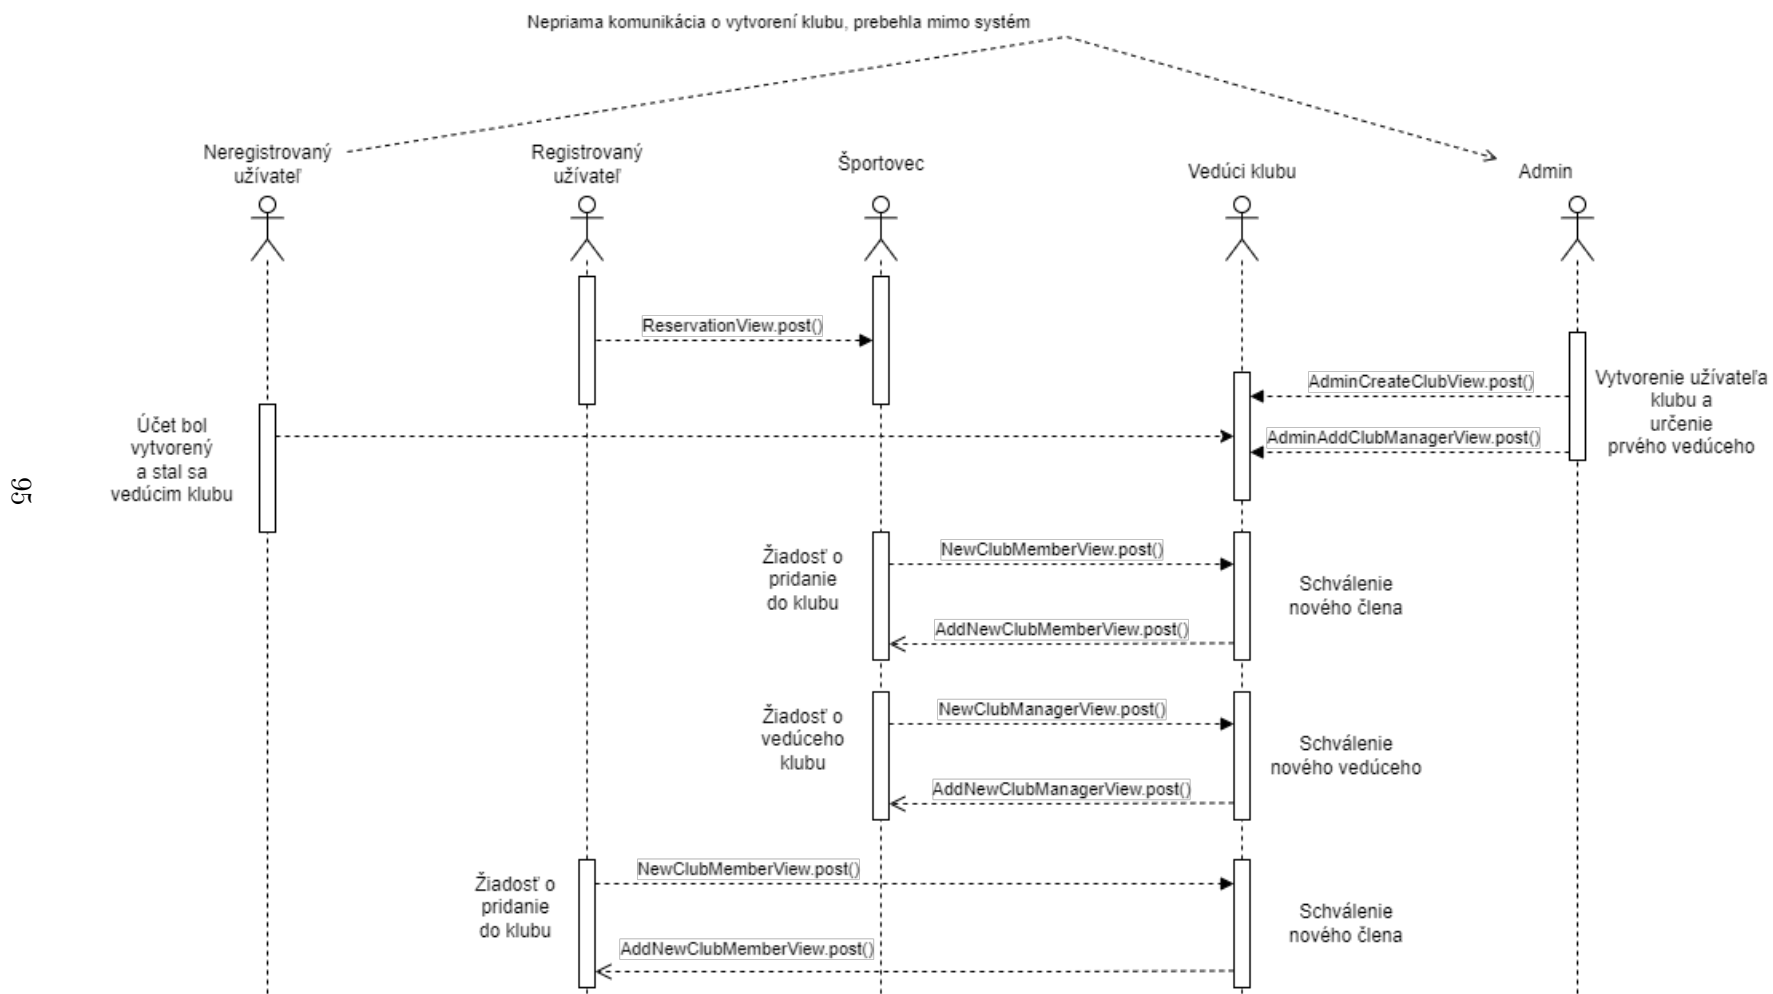 Nepriama komunikácia o vytvorení klubu, prebehla mimo systém
Neregistrovaný
užívateľ
Registrovaný
užívateľ
Športovec
Vedúci klubu
Admin
ReservationView.post()
AdminCreateClubView.post()
AdminAddClubManagerView.post()
Vytvorenie užívateľa
klubu a
určenie
prvého vedúceho
Účet bol
vytvorený
a stal sa
vedúcim klubu
95
Žiadosť o
pridanie
do klubu
NewClubMemberView.post()
AddNewClubMemberView.post()
Schválenie
nového člena
Žiadosť o
vedúceho
klubu
NewClubManagerView.post()
AddNewClubManagerView.post()
Schválenie
nového vedúceho
Žiadosť o
pridanie
do klubu
NewClubMemberView.post()
AddNewClubMemberView.post()
Schválenie
nového člena